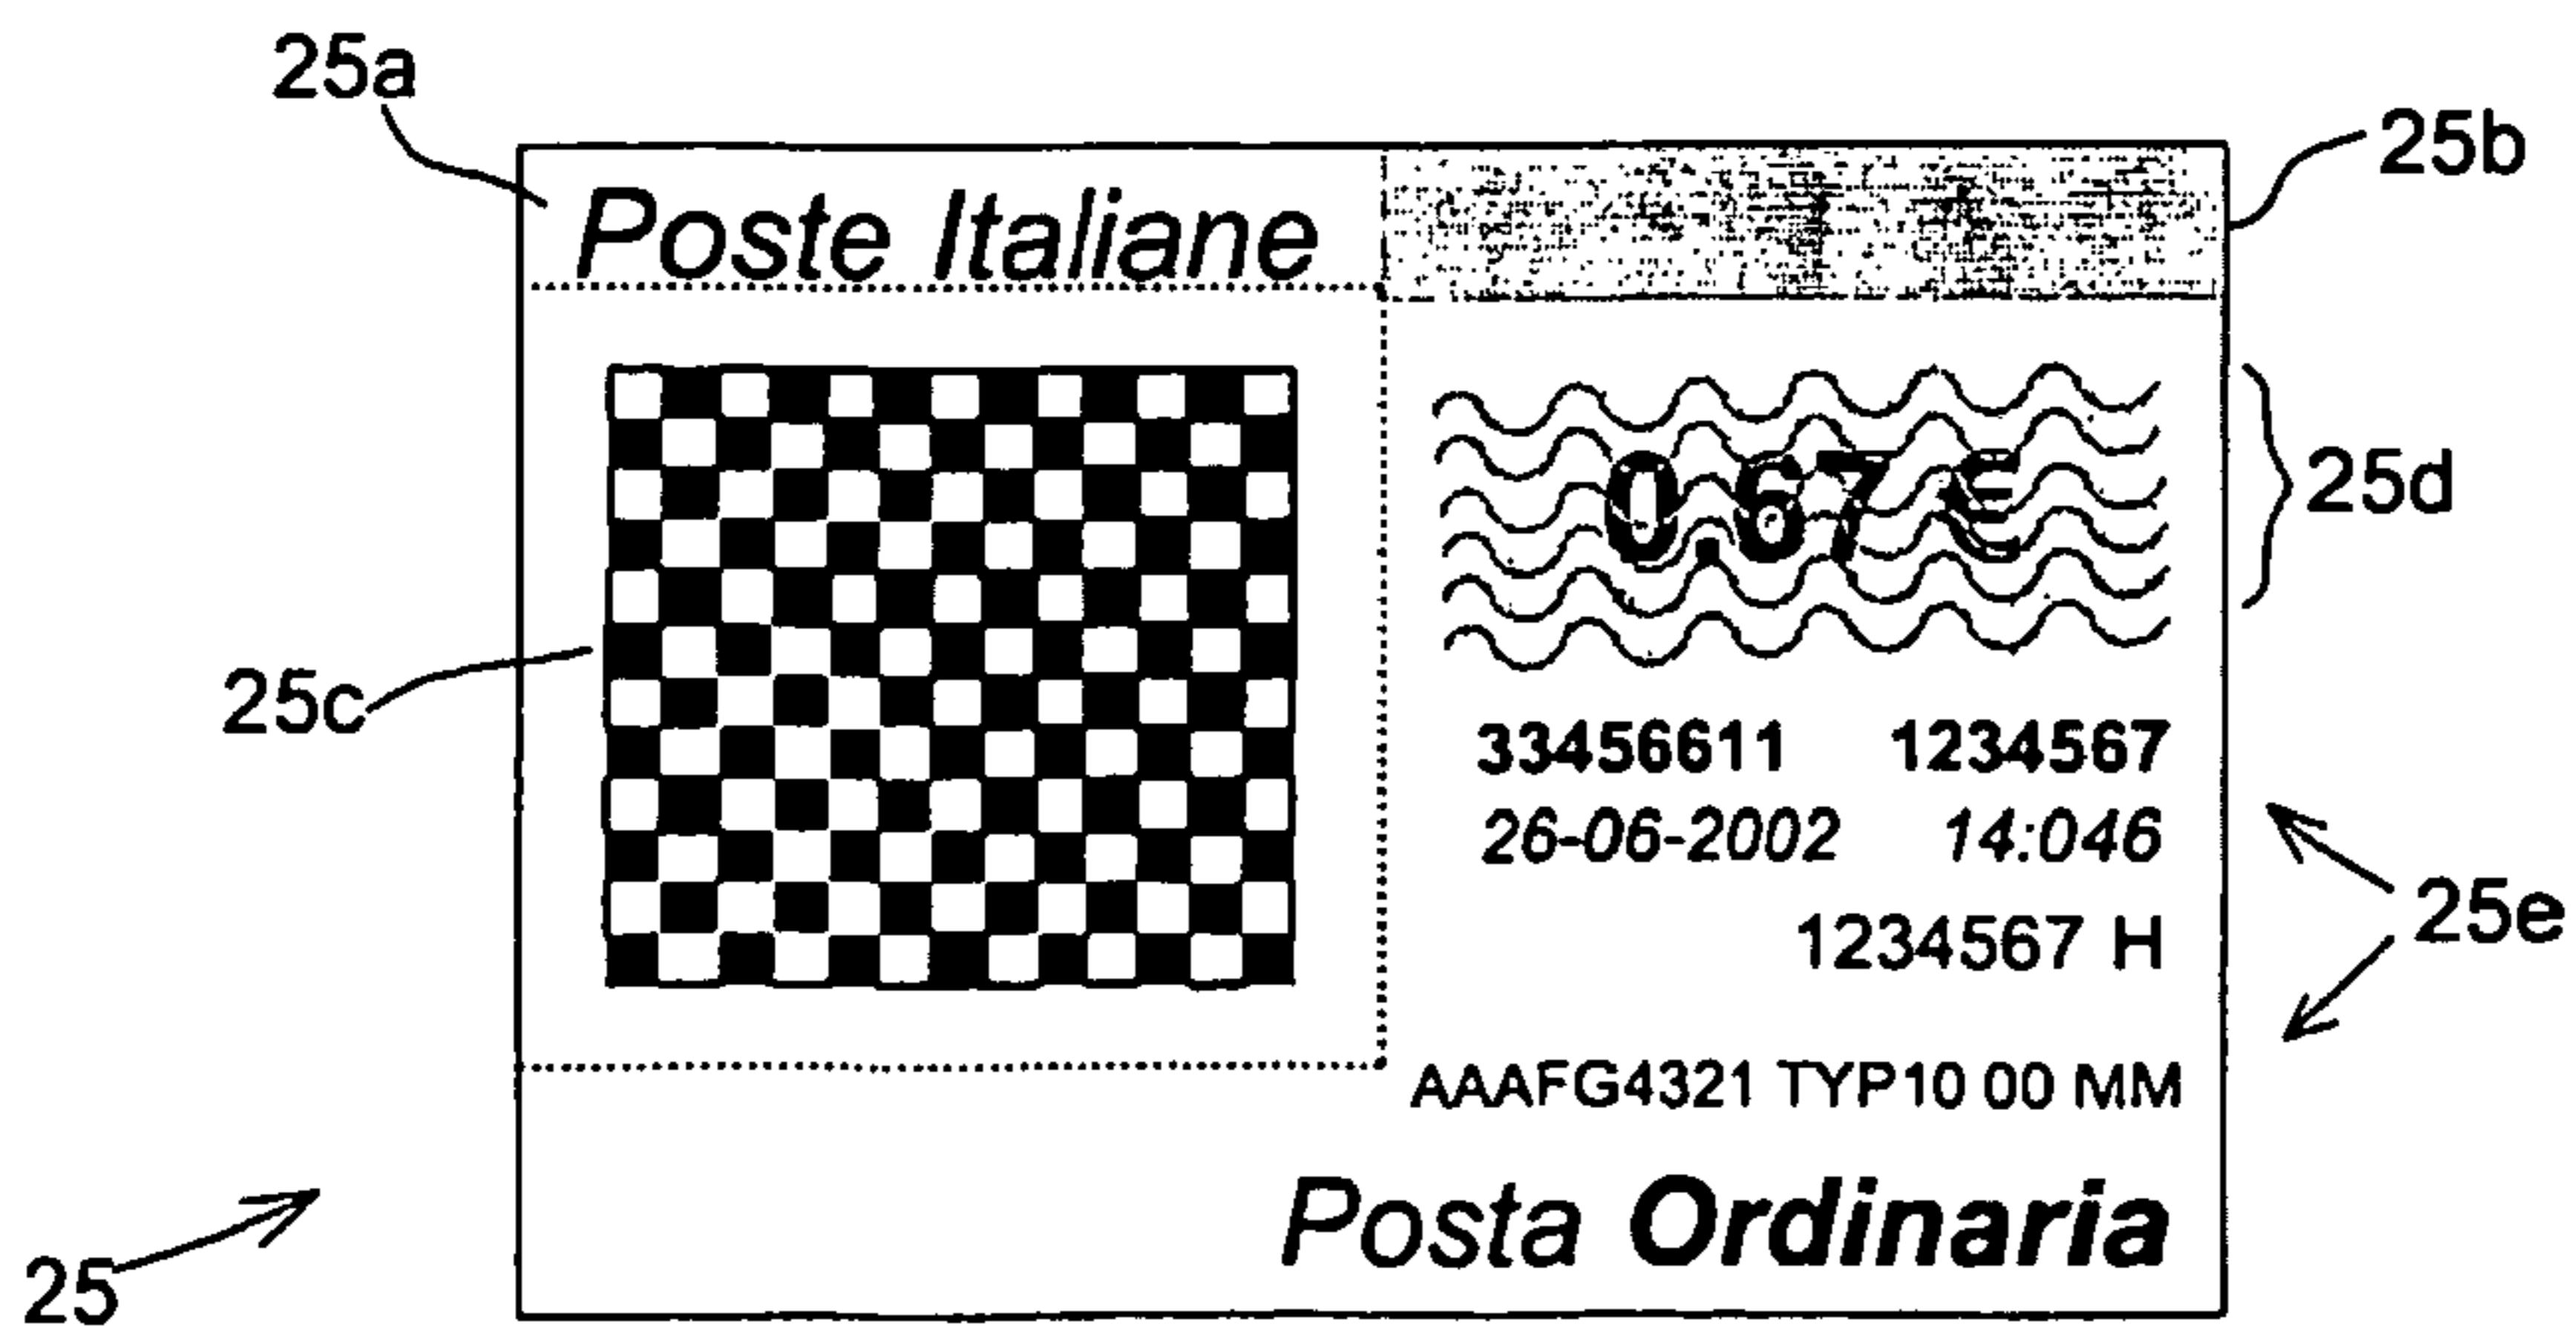 25a
25b
Poste Italiane
0.67 €
25d
25c
33456611 1234567
26-06-2002 14:046
25e
1234567 H
AAAFG4321 TYP10 00 MM
Posta Ordinaria
25